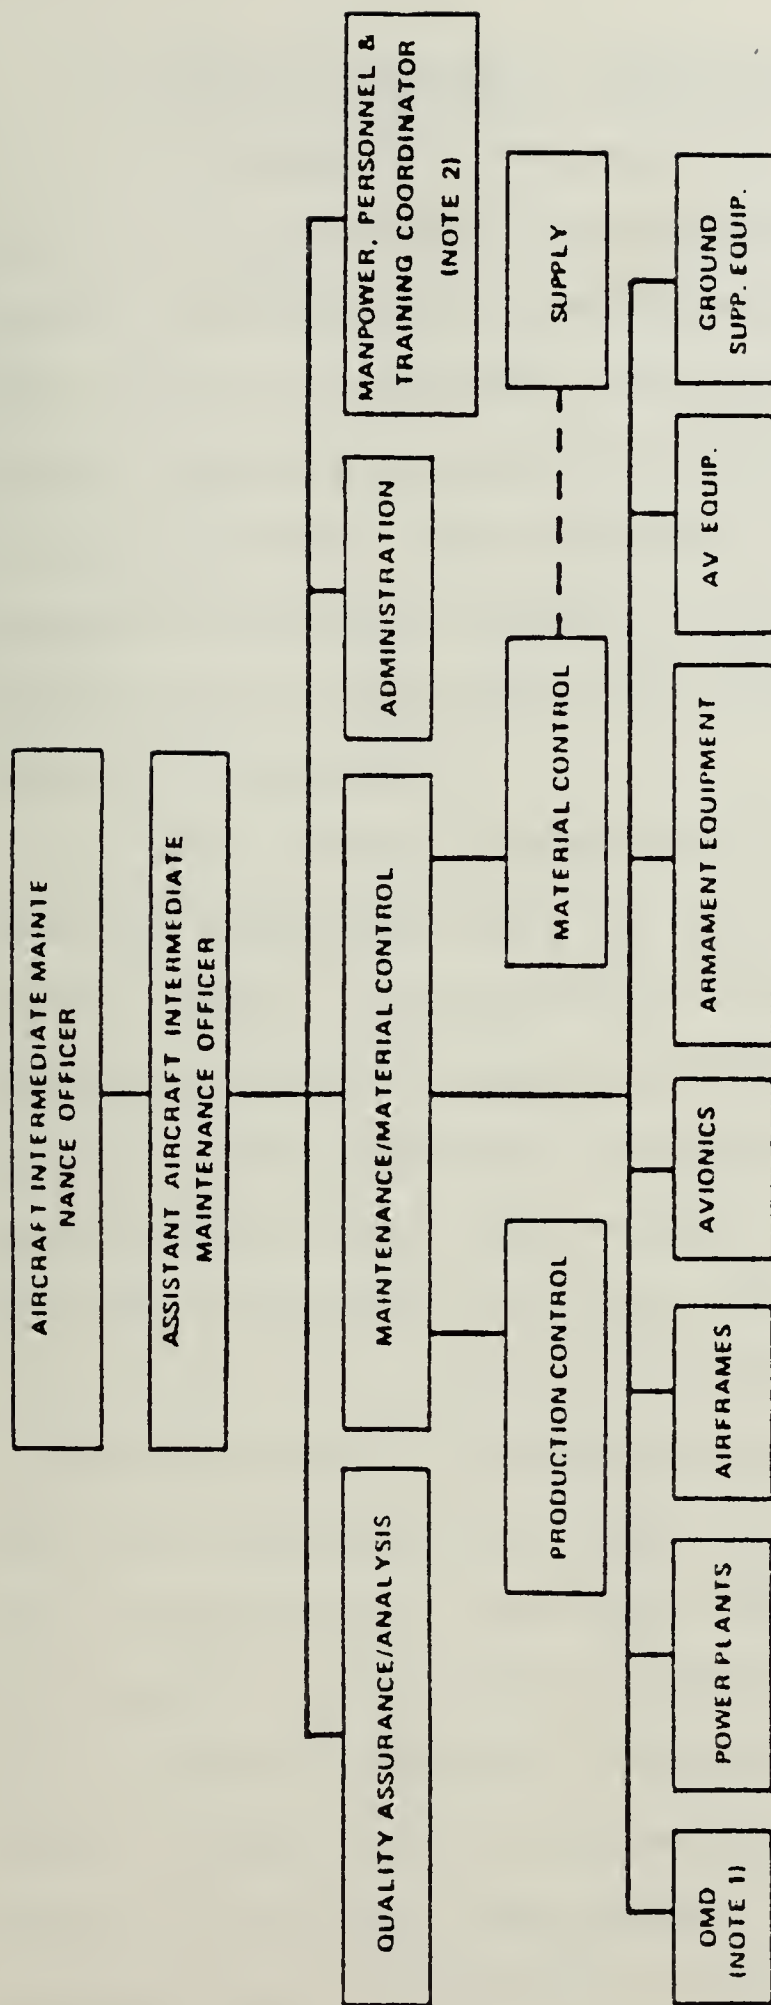 AIRCRAFT INTERMEDIATE MAINTE
NANCE OFFICER
ASSISTANT AIRCRAFT INTERMEDIATE
MAINTENANCE OFFICER
QUALITY ASSURANCE/ANALYSIS
MAINTENANCE/MATERIAL CONTROL
ADMINISTRATION
MANPOWER, PERSONNEL &
TRAINING COORDINATOR
(NOTE 2)
PRODUCTION CONTROL
MATERIAL CONTROL
SUPPLY
OMD
(NOTE 1)
POWER PLANTS
AIRFRAMES
AVIONICS
ARMAMENT EQUIPMENT
AV EQUIP.
GROUND
SUPP. EQUIP.